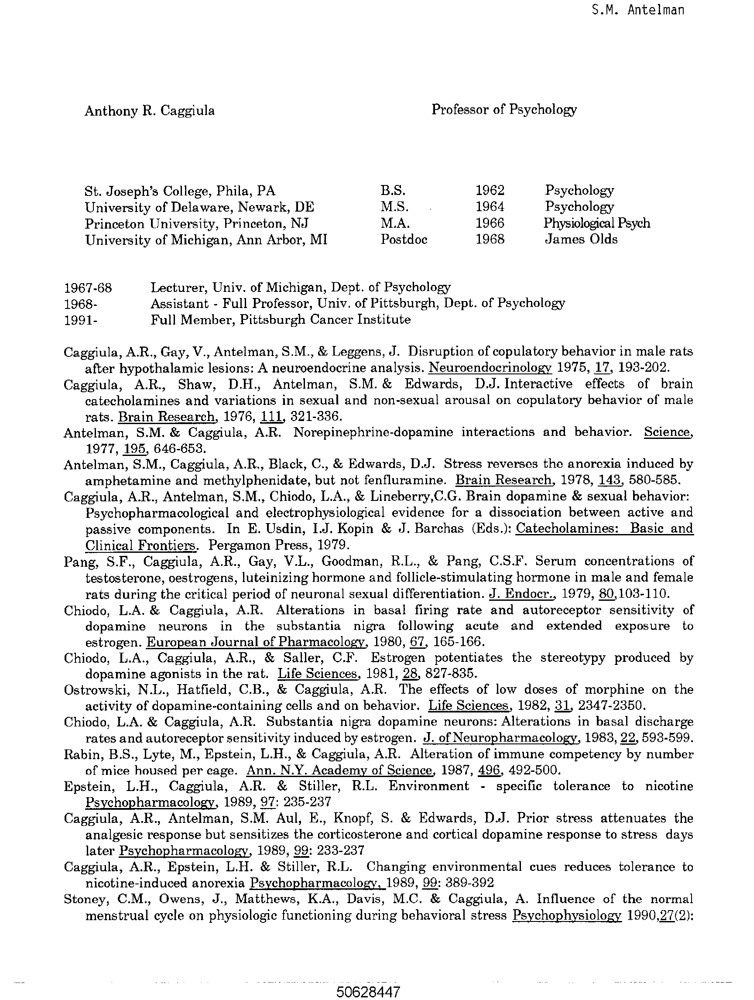 S.M. Antelman
Anthony R. Caggiula Professor of Psychology
St. Joseph's College, Phila, PA B.S. 1962 Psychology
University of Delaware, Newark, DE M.S. 1964 Psychology
Princeton University, Princeton, NJ M.A. 1966 Physiological Psych
University of Michigan, Ann Arbor, MI Postdoc 1968 James Olds
1967-68 Lecturer, Univ. of Michigan, Dept. of Psychology
1968- Assistant - Full Professor, Univ. of Pittsburgh, Dept. of Psychology
1991- Full Member, Pittsburgh Cancer Institute
Caggiula, A.R., Gay, V., Antelman, S.M., & Leggens, J. Disruption of copulatory behavior in male rats
after hypothalamic lesions: A neuroendocrine analysis. Neuroendocrinology 1975, 17, 193-202.
Caggiula, A.R., Shaw, D.H., Antelman, S.M. & Edwards, D.J. Interactive effects of brain
catecholamines and variations in sexual and non-sexual arousal on copulatory behavior of male
rats. Brain Research, 1976, 111, 321-336.
Antelman, S.M. & Caggiula, A.R. Norepinephrine-dopamine interactions and behavior. Science,
1977, 195, 646-653.
Antelman, S.M., Caggiula, A.R., Black, C., & Edwards, D.J. Stress reverses the anorexia induced by
amphetamine and methylphenidate, but not fenfluramine. Brain Research, 1978, 143, 580-585.
Caggiula, A.R., Antelman, S.M., Chiodo, L.A., & Lineberry,C.G. Brain dopamine & sexual behavior:
Psychopharmacological and electrophysiological evidence for a dissociation between active and
passive components. In E. Usdin, I.J. Kopin & J. Barchas (Eds.): Catecholamines: Basic and
Clinical Frontiers. Pergamon Press, 1979.
Pang, S.F., Caggiula, A.R., Gay, V.L., Goodman, R.L., & Pang, C.S.F. Serum concentrations of
testosterone, oestrogens, luteinizing hormone and follicle-stimulating hormone in male and female
rats during the critical period of neuronal sexual differentiation. J. Endocr., 1979, 80,103-110.
Chiodo, L.A. & Caggiula, A.R. Alterations in basal firing rate and autoreceptor sensitivity of
dopamine neurons in the substantia nigra following acute and extended exposure to
estrogen. European Journal of Pharmacology, 1980, 67, 165-166.
Chiodo, L.A., Caggiula, A.R., & Saller, C.F. Estrogen potentiates the stereotypy produced by
dopamine agonists in the rat. Life Sciences, 1981, 28, 827-835.
Ostrowski, N.L., Hatfield, C.B., & Caggiula, A.R. The effects of low doses of morphine on the
activity of dopamine-containing cells and on behavior. Life Sciences, 1982, 31, 2347-2350.
Chiodo, L.A. & Caggiula, A.R. Substantia nigra dopamine neurons: Alterations in basal discharge
rates and autoreceptor sensitivity induced by estrogen. J. of Neuropharmacology, 1983, 22, 593-599.
Rabin, B.S., Lyte, M., Epstein, L.H., & Caggiula, A.R. Alteration of immune competency by number
of mice housed per cage. Ann. N.Y. Academy of Science, 1987, 496, 492-500.
Epstein, L.H., Caggiula, A.R. & Stiller, R.L. Environment - specific tolerance to nicotine
Psychopharmacology, 1989, 97: 235-237
Caggiula, A.R., Antelman, S.M. Aul, E., Knopf, S. & Edwards, D.J. Prior stress attenuates the
analgesic response but sensitizes the corticosterone and cortical dopamine response to stress days
later Psychopharmacology, 1989, 99: 233-237
Caggiula, A.R., Epstein, L.H. & Stiller, R.L. Changing environmental cues reduces tolerance to
nicotine-induced anorexia Psychopharmacology, 1989, 99: 389-392
Stoney, C.M., Owens, J., Matthews, K.A., Davis, M.C. & Caggiula, A. Influence of the normal
menstrual cycle on physiologic functioning during behavioral stress Psychophysiology 1990,27(2):
50628447